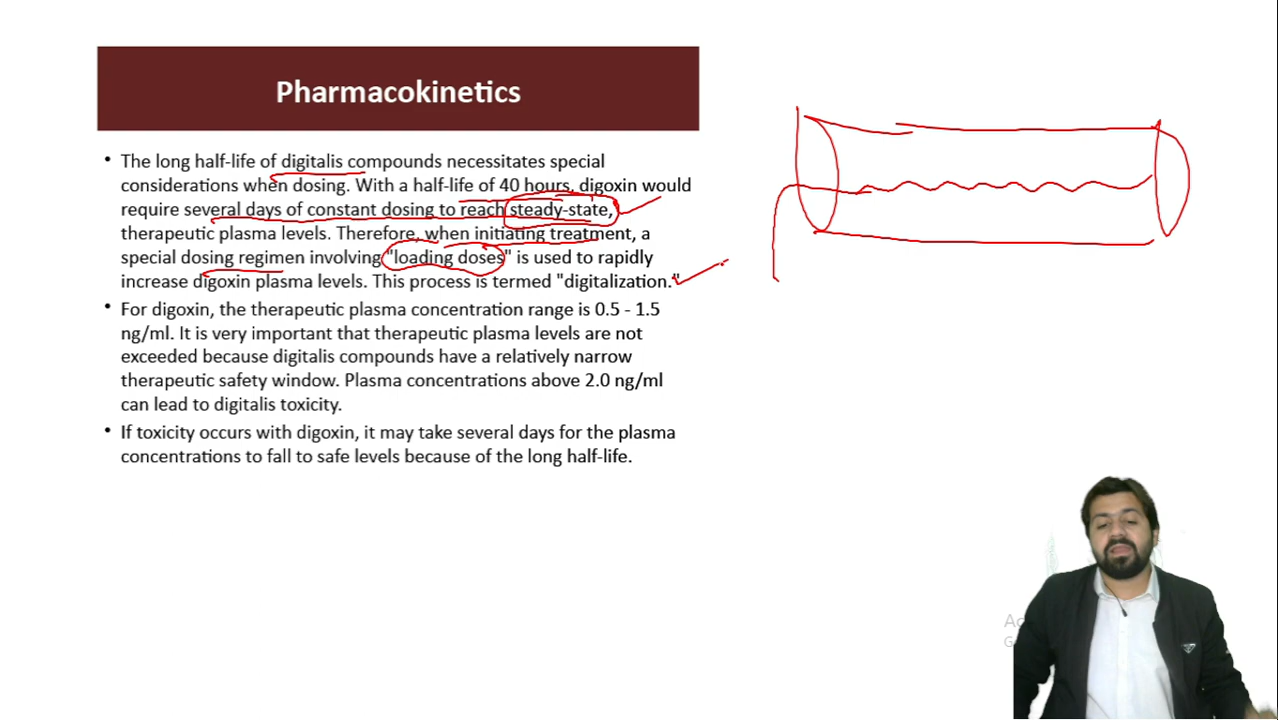 Pharmacokinetics
• The long half-life of digitalis compounds necessitates special
considerations when dosing. With a half-life of 40 hours, digoxin would
require several days of constant dosing to reach steady-state,
therapeutic plasma levels. Therefore, when initiating treatment, a
special dosing regimen involving "loading doses" is used to rapidly
increase digoxin plasma levels. This process is termed "digitalization."
• For digoxin, the therapeutic plasma concentration range is 0.5 - 1.5
ng/ml. It is very important that therapeutic plasma levels are not
exceeded because digitalis compounds have a relatively narrow
therapeutic safety window. Plasma concentrations above 2.0 ng/ml
can lead to digitalis toxicity.
• If toxicity occurs with digoxin, it may take several days for the plasma
concentrations to fall to safe levels because of the long half-life.